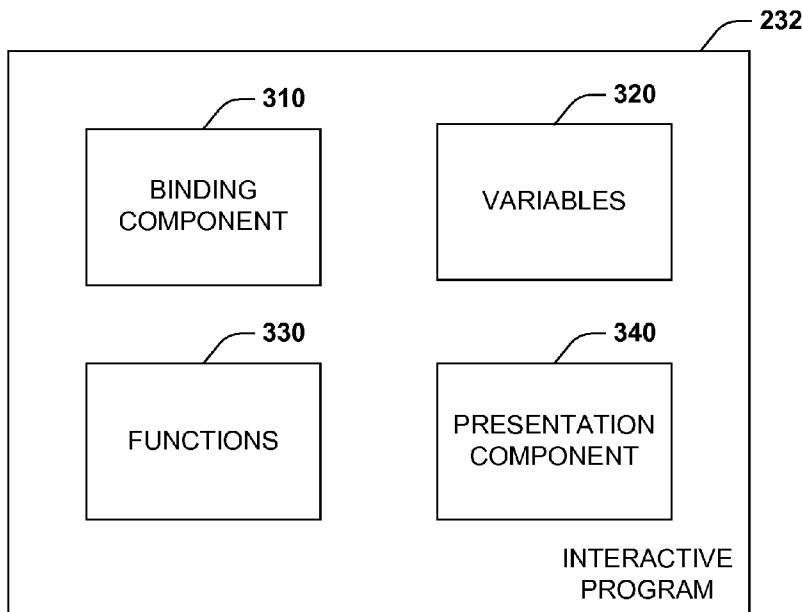 232
310
320
BINDING
COMPONENT
VARIABLES
330
340
FUNCTIONS
PRESENTATION
COMPONENT
INTERACTIVE
PROGRAM